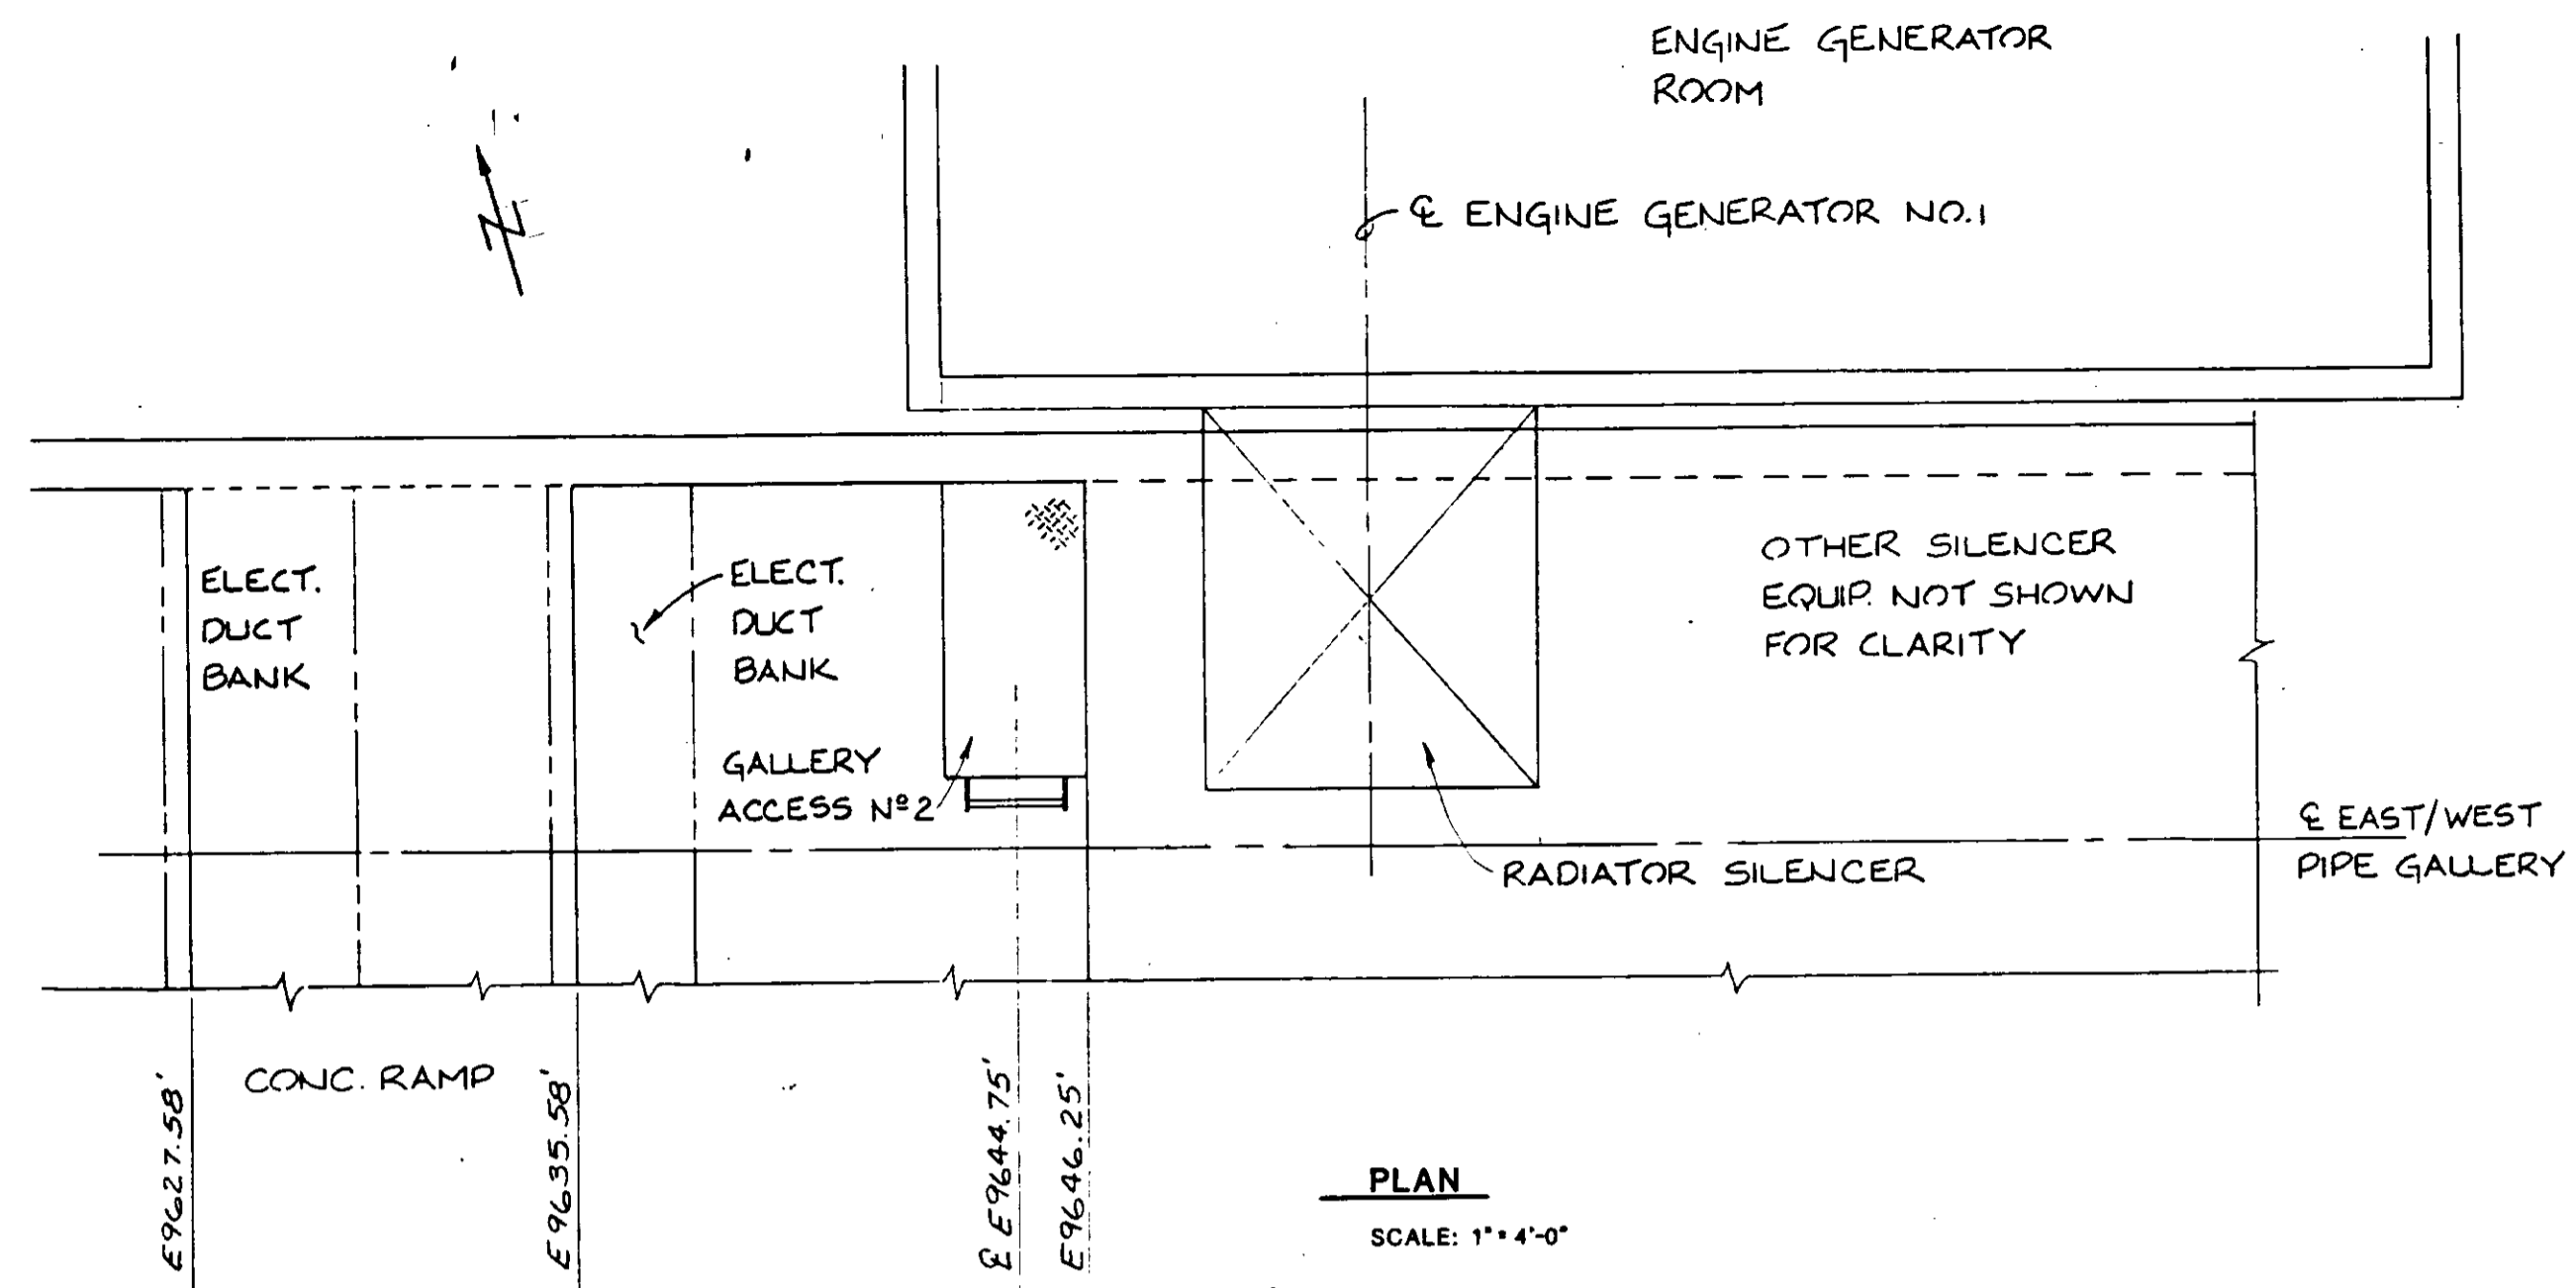 ENGINE GENERATOR
ROOM
N
℄ ENGINE GENERATOR NO.1
OTHER SILENCER
EQUIP. NOT SHOWN
FOR CLARITY
ELECT.
DUCT
BANK
ELECT.
DUCT
BANK
GALLERY
ACCESS Nº2
RADIATOR SILENCER
℄ EAST/WEST
PIPE GALLERY
CONC. RAMP
E9627.58'
E9635.58'
℄ E9644.75'
E9646.25'
PLAN
SCALE: 1" = 4'-0"